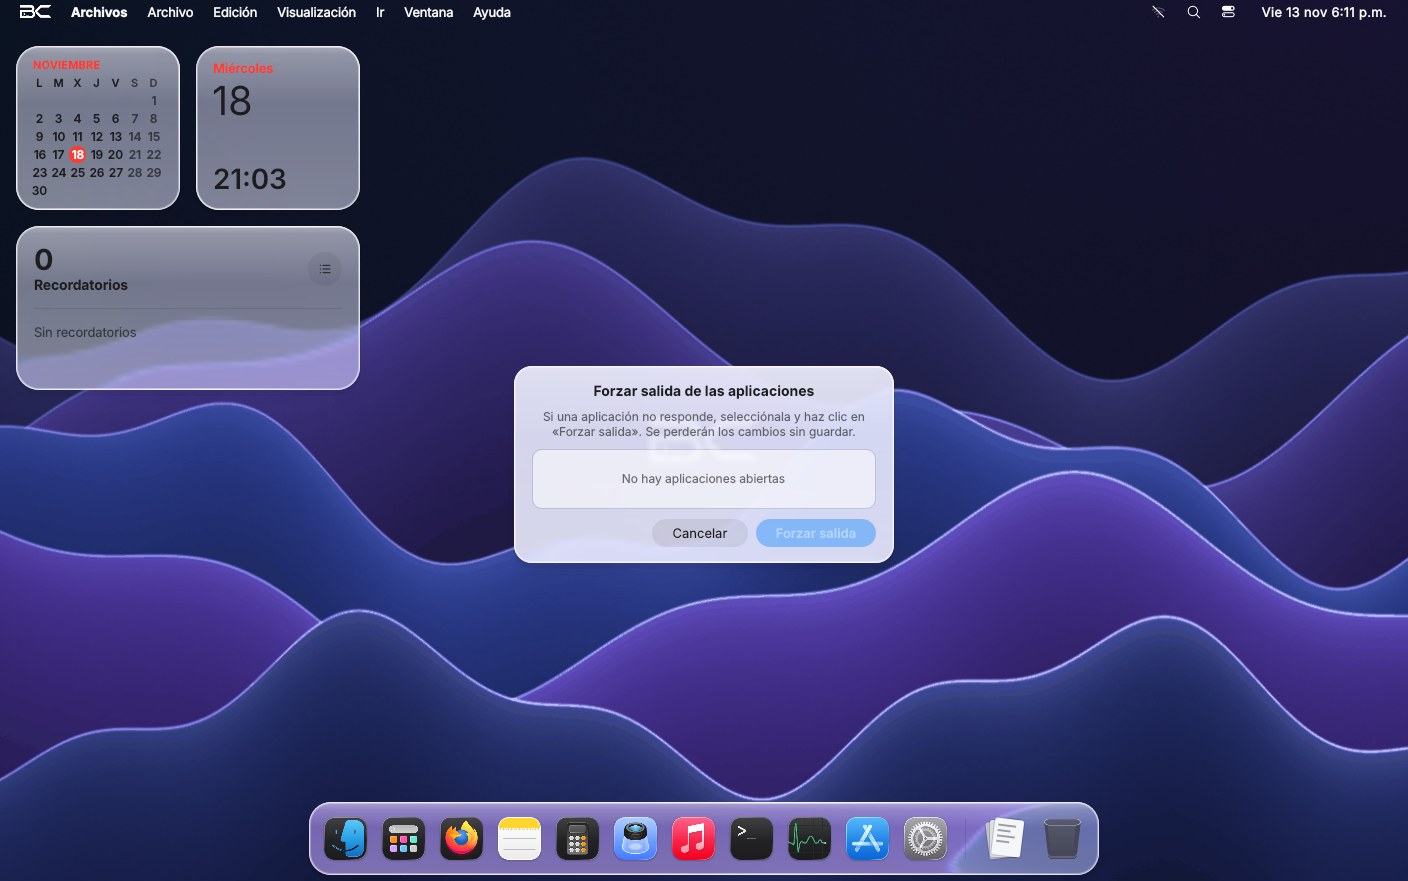 Archivos Archivo Edición Visualización Ir Ventana Ayuda
Vie 13 nov 6:11 p.m.
NOVIEMBRE
L M X J V S D
1
2 3 4 5 6 7 8
9 10 11 12 13 14 15
16 17 18 19 20 21 22
23 24 25 26 27 28 29
30
Miércoles
18
21:03
0
Recordatorios
Sin recordatorios
Forzar salida de las aplicaciones
Si una aplicación no responde, selecciónala y haz clic en
«Forzar salida». Se perderán los cambios sin guardar.
No hay aplicaciones abiertas
Cancelar
Forzar salida